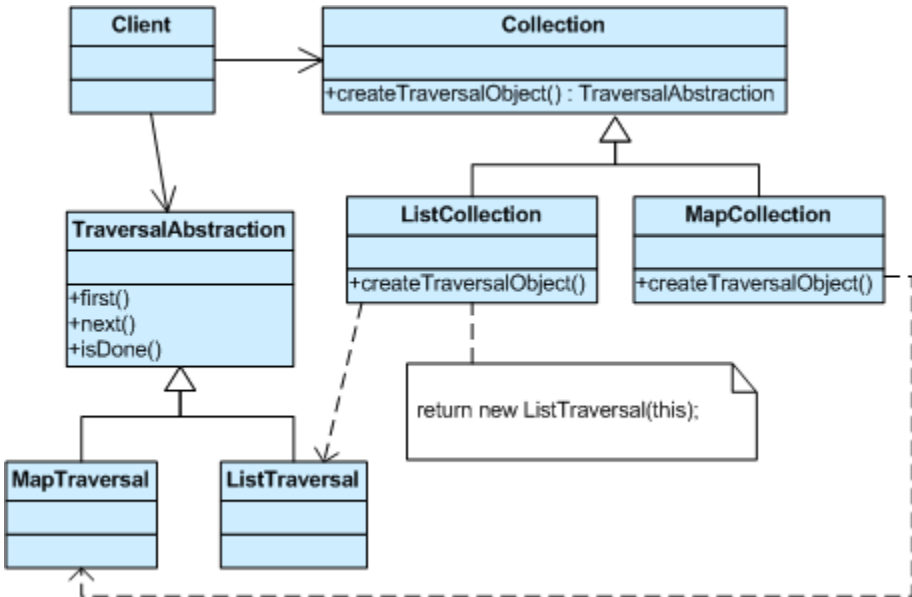 Client
Collection
+createTraversalObject() : TraversalAbstraction
TraversalAbstraction
+first()
+next()
+isDone()
ListCollection
+createTraversalObject()
MapCollection
+createTraversalObject()
return new ListTraversal(this);
MapTraversal
ListTraversal